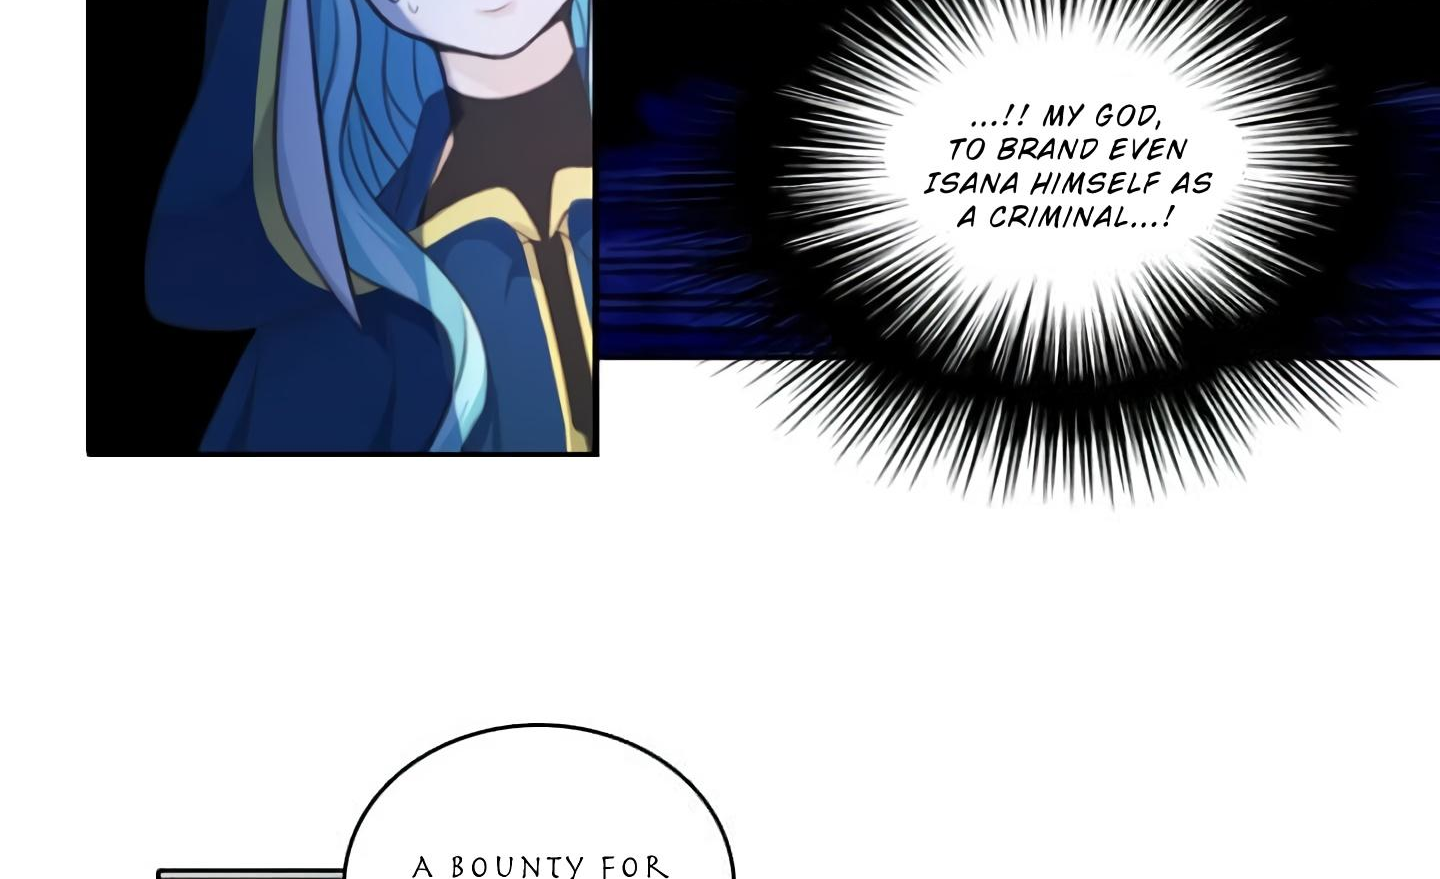 ...!! MY GOD,
TO BRAND EVEN
ISANA HIMSELF AS
A CRIMINAL...!
A BOUNTY FOR